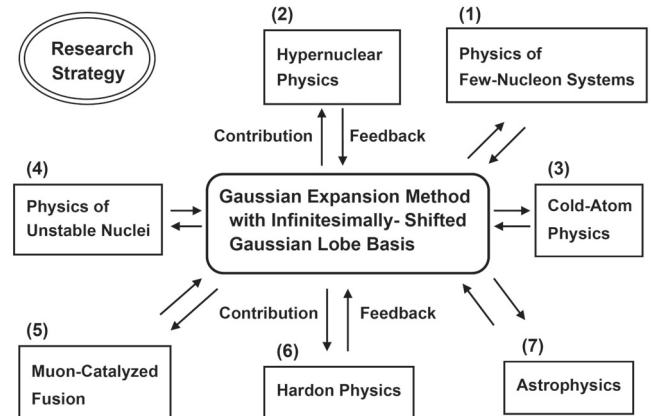 Research
Strategy
(2)
Hypernuclear
Physics
(1)
Physics of
Few-Nucleon Systems
Contribution
Feedback
(4)
Physics of
Unstable Nuclei
Gaussian Expansion Method
with Infinitesimally- Shifted
Gaussian Lobe Basis
(3)
Cold-Atom
Physics
Contribution
Feedback
(5)
Muon-Catalyzed
Fusion
(6)
Hardon Physics
(7)
Astrophysics